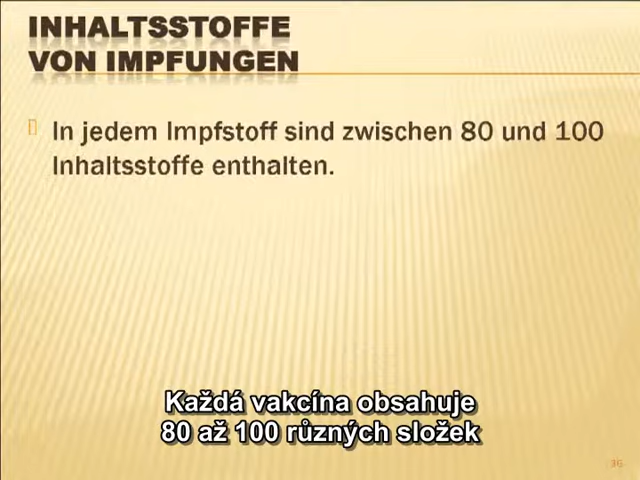 INHALTSSTOFFE
VON IMPFUNGEN
In jedem Impfstoff sind zwischen 80 und 100
Inhaltsstoffe enthalten.
Každá vakcína obsahuje
80 až 100 různých složek
36